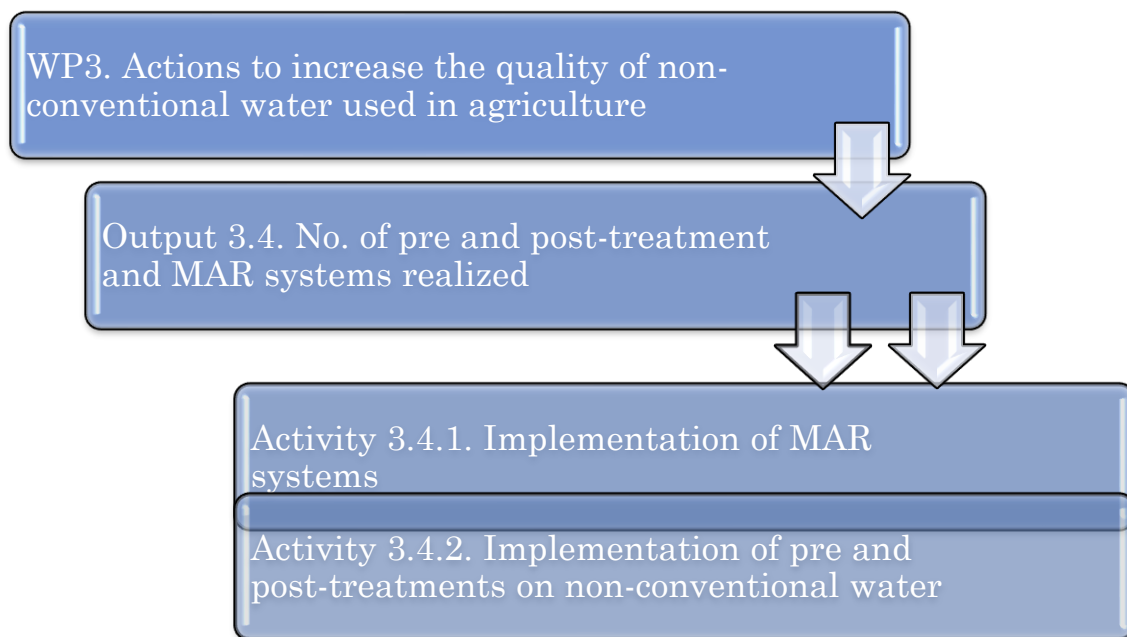 WP3. Actions to increase the quality of non-
conventional water used in agriculture
Output 3.4. No. of pre and post-treatment
and MAR systems realized
Activity 3.4.1. Implementation of MAR
systems
Activity 3.4.2. Implementation of pre and
post-treatments on non-conventional water